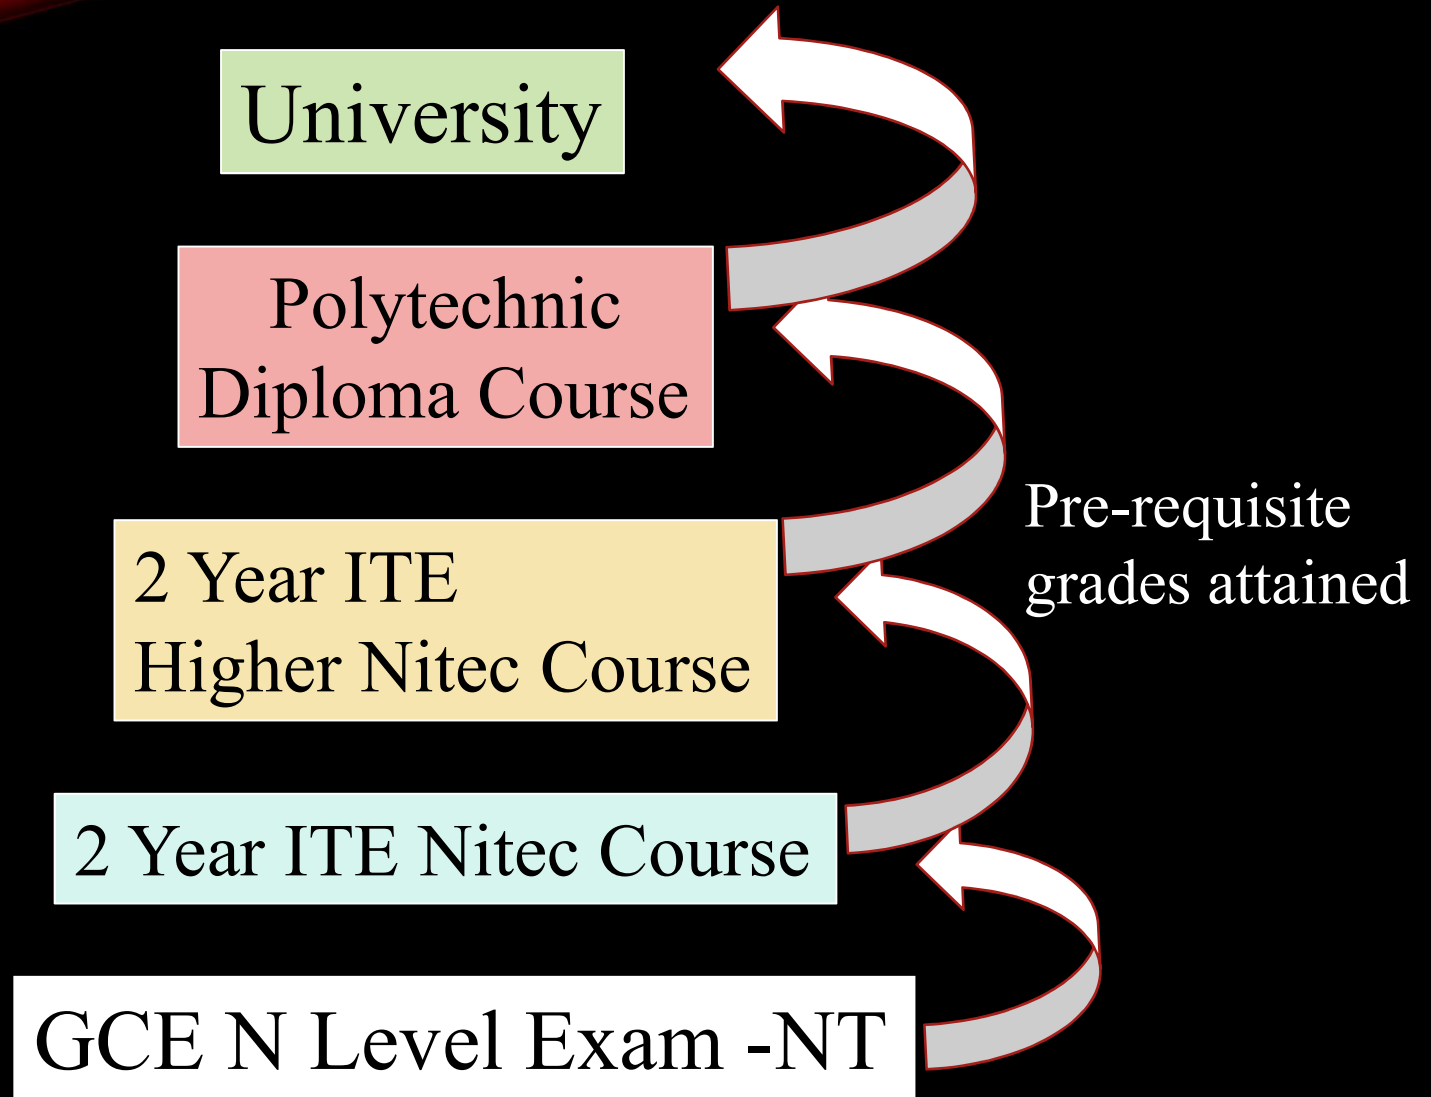 University
Polytechnic
Diploma Course
2 Year ITE
Higher Nitec Course
Pre-requisite
grades attained
2 Year ITE Nitec Course
GCE N Level Exam -NT